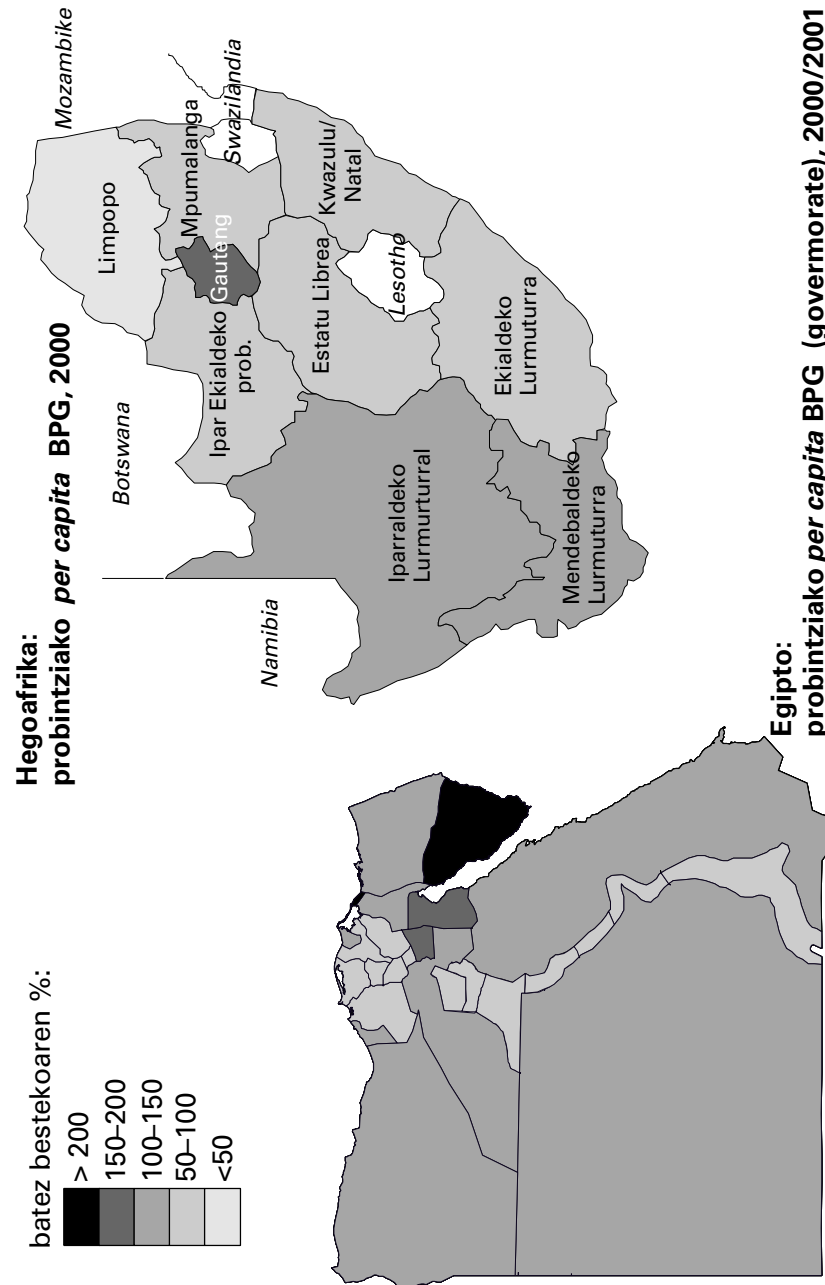 Hegoafrika:
probintziako per capita BPG, 2000
Mozambike
Botswana
Namibia
Limpopo
Mpumalanga
Swazilandia
Gauteng
Ipar Ekialdeko
prob.
Kwazulu/
Natal
Estatu Librea
Lesotho
Ekialdeko
Lurmuturra
Iparraldeko
Lurmurturral
Mendebaldeko
Lurmuturra
batez bestekoaren %:
> 200
150–200
100–150
50–100
<50
Egipto:
probintziako per capita BPG (governorate), 2000/2001